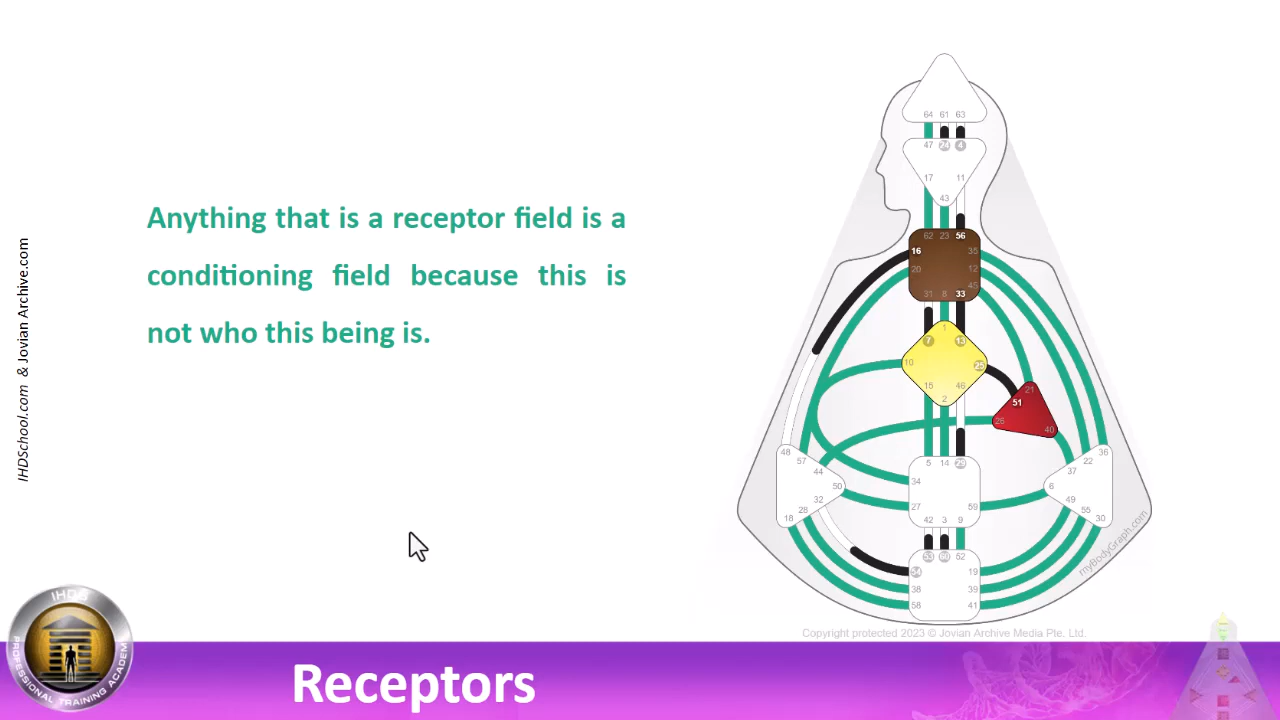 Anything that is a receptor field is a
conditioning field because this is
not who this being is.
IHDSchool.com & Jovian Archive.com
64 61 63
47 24 4
17 11
43
62 23 56
16 35
20 12
45
31 8 33
1
7 13
10 25
15 46
2
21
51
26 40
48 36
57 22
44 37
5 14 29
50 6
34
32 49
27 59
28 55
18 30
42 3 9
53 60 52
54 19
38 39
58 41
myBodyGraph.com
Copyright protected 2023 © Jovian Archive Media Pte. Ltd.
IHDS
PROFESSIONAL TRAINING ACADEMY
Receptors